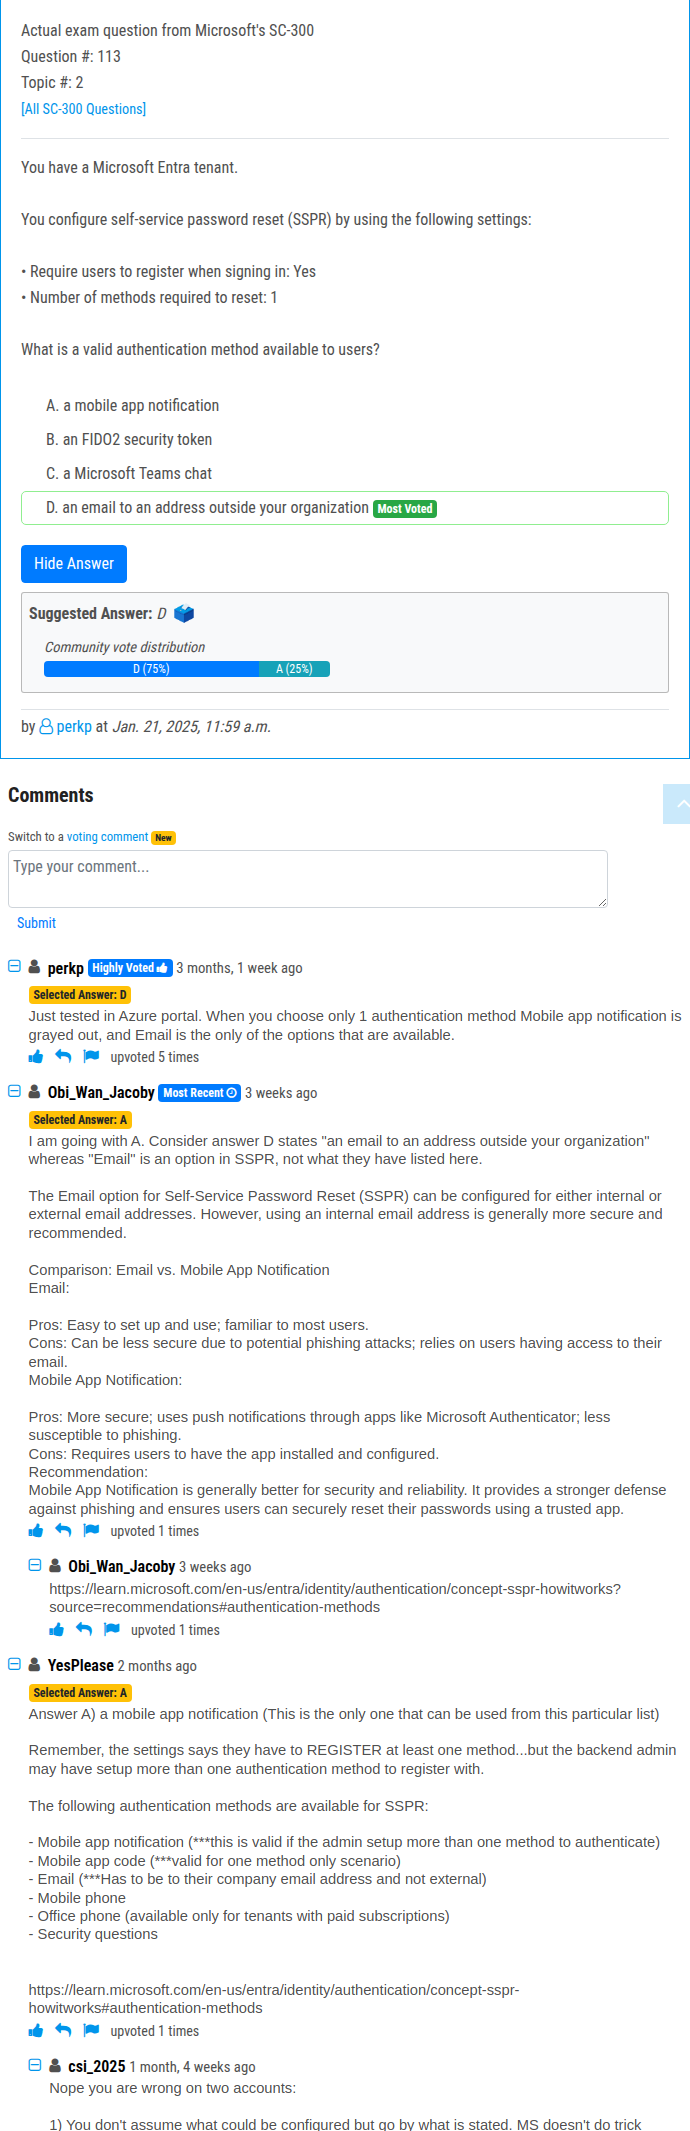 Actual exam question from Microsoft's SC-300
Question #: 113
Topic #: 2
[All SC-300 Questions]
You have a Microsoft Entra tenant.
You configure self-service password reset (SSPR) by using the following settings:
• Require users to register when signing in: Yes
• Number of methods required to reset: 1
What is a valid authentication method available to users?
A. a mobile app notification
B. an FIDO2 security token
C. a Microsoft Teams chat
D. an email to an address outside your organization Most Voted
Hide Answer
Suggested Answer: D
Community vote distribution
D (75%) A (25%)
by perkp at Jan. 21, 2025, 11:59 a.m.
Comments
Switch to a voting comment New
Type your comment...
Submit
perkp Highly Voted 3 months, 1 week ago
Selected Answer: D
Just tested in Azure portal. When you choose only 1 authentication method Mobile app notification is
grayed out, and Email is the only of the options that are available.
upvoted 5 times
Obi_Wan_Jacoby Most Recent 3 weeks ago
Selected Answer: A
I am going with A. Consider answer D states "an email to an address outside your organization"
whereas "Email" is an option in SSPR, not what they have listed here.
The Email option for Self-Service Password Reset (SSPR) can be configured for either internal or
external email addresses. However, using an internal email address is generally more secure and
recommended.
Comparison: Email vs. Mobile App Notification
Email:
Pros: Easy to set up and use; familiar to most users.
Cons: Can be less secure due to potential phishing attacks; relies on users having access to their
email.
Mobile App Notification:
Pros: More secure; uses push notifications through apps like Microsoft Authenticator; less
susceptible to phishing.
Cons: Requires users to have the app installed and configured.
Recommendation:
Mobile App Notification is generally better for security and reliability. It provides a stronger defense
against phishing and ensures users can securely reset their passwords using a trusted app.
upvoted 1 times
Obi_Wan_Jacoby 3 weeks ago
https://learn.microsoft.com/en-us/entra/identity/authentication/concept-sspr-howitworks?
source=recommendations#authentication-methods
upvoted 1 times
YesPlease 2 months ago
Selected Answer: A
Answer A) a mobile app notification (This is the only one that can be used from this particular list)
Remember, the settings says they have to REGISTER at least one method...but the backend admin
may have setup more than one authentication method to register with.
The following authentication methods are available for SSPR:
- Mobile app notification (***this is valid if the admin setup more than one method to authenticate)
- Mobile app code (***valid for one method only scenario)
- Email (***Has to be to their company email address and not external)
- Mobile phone
- Office phone (available only for tenants with paid subscriptions)
- Security questions
https://learn.microsoft.com/en-us/entra/identity/authentication/concept-sspr-
howitworks#authentication-methods
upvoted 1 times
csi_2025 1 month, 4 weeks ago
Nope you are wrong on two accounts:
1) You don't assume what could be configured but go by what is stated. MS doesn't do trick